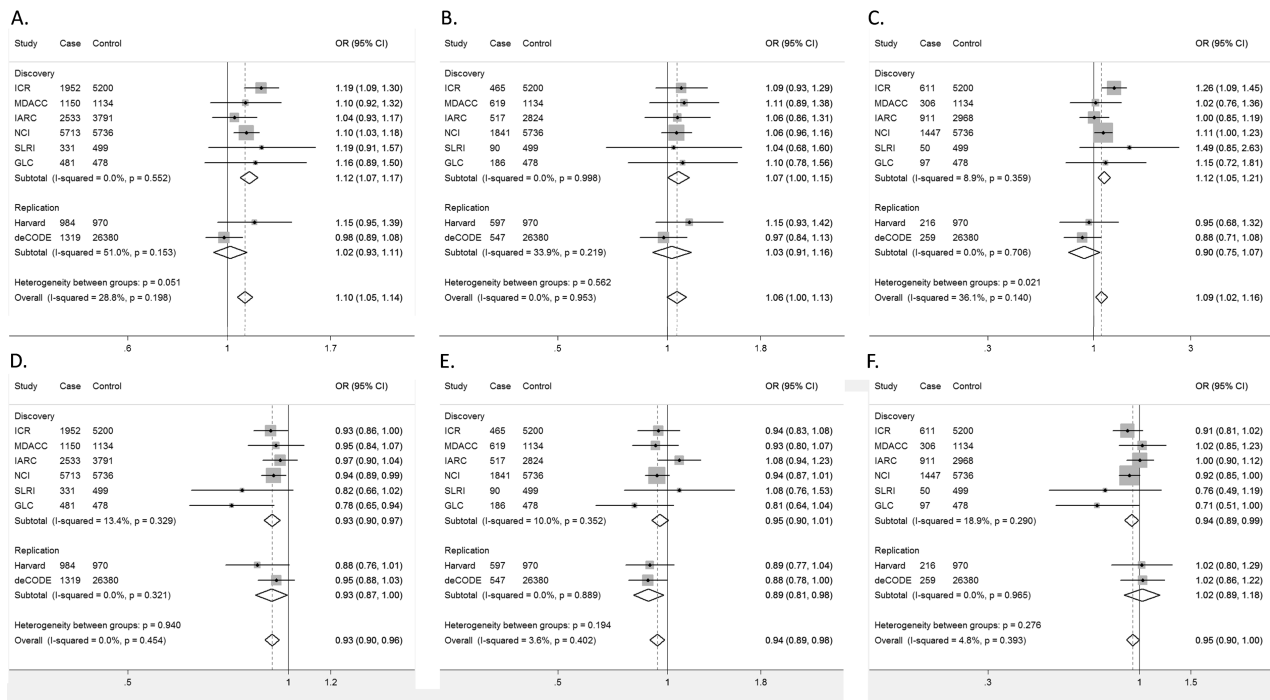 A.
Study Case Control OR (95% CI)
Discovery
ICR 1952 5200 1.19 (1.09, 1.30)
MDACC 1150 1134 1.10 (0.92, 1.32)
IARC 2533 3791 1.04 (0.93, 1.17)
NCI 5713 5736 1.10 (1.03, 1.18)
SLRI 331 499 1.19 (0.91, 1.57)
GLC 481 478 1.16 (0.89, 1.50)
Subtotal (I-squared = 0.0%, p = 0.552) 1.12 (1.07, 1.17)
Replication
Harvard 984 970 1.15 (0.95, 1.39)
deCODE 1319 26380 0.98 (0.89, 1.08)
Subtotal (I-squared = 51.0%, p = 0.153) 1.02 (0.93, 1.11)
Heterogeneity between groups: p = 0.051
Overall (I-squared = 28.8%, p = 0.198) 1.10 (1.05, 1.14)
.6 1 1.7
B.
Study Case Control OR (95% CI)
Discovery
ICR 465 5200 1.09 (0.93, 1.29)
MDACC 619 1134 1.11 (0.89, 1.38)
IARC 517 2824 1.06 (0.86, 1.31)
NCI 1841 5736 1.06 (0.96, 1.16)
SLRI 90 499 1.04 (0.68, 1.60)
GLC 186 478 1.10 (0.78, 1.56)
Subtotal (I-squared = 0.0%, p = 0.998) 1.07 (1.00, 1.15)
Replication
Harvard 597 970 1.15 (0.93, 1.42)
deCODE 547 26380 0.97 (0.84, 1.13)
Subtotal (I-squared = 33.9%, p = 0.219) 1.03 (0.91, 1.16)
Heterogeneity between groups: p = 0.562
Overall (I-squared = 0.0%, p = 0.953) 1.06 (1.00, 1.13)
.5 1 1.8
C.
Study Case Control OR (95% CI)
Discovery
ICR 611 5200 1.26 (1.09, 1.45)
MDACC 306 1134 1.02 (0.76, 1.36)
IARC 911 2968 1.00 (0.85, 1.19)
NCI 1447 5736 1.11 (1.00, 1.23)
SLRI 50 499 1.49 (0.85, 2.63)
GLC 97 478 1.15 (0.72, 1.81)
Subtotal (I-squared = 8.9%, p = 0.359) 1.12 (1.05, 1.21)
Replication
Harvard 216 970 0.95 (0.68, 1.32)
deCODE 259 26380 0.88 (0.71, 1.08)
Subtotal (I-squared = 0.0%, p = 0.706) 0.90 (0.75, 1.07)
Heterogeneity between groups: p = 0.021
Overall (I-squared = 36.1%, p = 0.140) 1.09 (1.02, 1.16)
.3 1 3
D.
Study Case Control OR (95% CI)
Discovery
ICR 1952 5200 0.93 (0.86, 1.00)
MDACC 1150 1134 0.95 (0.84, 1.07)
IARC 2533 3791 0.97 (0.90, 1.04)
NCI 5713 5736 0.94 (0.89, 0.99)
SLRI 331 499 0.82 (0.66, 1.02)
GLC 481 478 0.78 (0.65, 0.94)
Subtotal (I-squared = 13.4%, p = 0.329) 0.93 (0.90, 0.97)
Replication
Harvard 984 970 0.88 (0.76, 1.01)
deCODE 1319 26380 0.95 (0.88, 1.03)
Subtotal (I-squared = 0.0%, p = 0.321) 0.93 (0.87, 1.00)
Heterogeneity between groups: p = 0.940
Overall (I-squared = 0.0%, p = 0.454) 0.93 (0.90, 0.96)
.5 1 1.2
E.
Study Case Control OR (95% CI)
Discovery
ICR 465 5200 0.94 (0.83, 1.08)
MDACC 619 1134 0.93 (0.80, 1.07)
IARC 517 2824 1.08 (0.94, 1.23)
NCI 1841 5736 0.94 (0.87, 1.01)
SLRI 90 499 1.08 (0.76, 1.53)
GLC 186 478 0.81 (0.64, 1.04)
Subtotal (I-squared = 10.0%, p = 0.352) 0.95 (0.90, 1.01)
Replication
Harvard 597 970 0.89 (0.77, 1.04)
deCODE 547 26380 0.88 (0.78, 1.00)
Subtotal (I-squared = 0.0%, p = 0.889) 0.89 (0.81, 0.98)
Heterogeneity between groups: p = 0.194
Overall (I-squared = 3.6%, p = 0.402) 0.94 (0.89, 0.98)
.5 1 1.8
F.
Study Case Control OR (95% CI)
Discovery
ICR 611 5200 0.91 (0.81, 1.02)
MDACC 306 1134 1.02 (0.85, 1.23)
IARC 911 2968 1.00 (0.90, 1.12)
NCI 1447 5736 0.92 (0.85, 1.00)
SLRI 50 499 0.76 (0.49, 1.19)
GLC 97 478 0.71 (0.51, 1.00)
Subtotal (I-squared = 18.9%, p = 0.290) 0.94 (0.89, 0.99)
Replication
Harvard 216 970 1.02 (0.80, 1.29)
deCODE 259 26380 1.02 (0.86, 1.22)
Subtotal (I-squared = 0.0%, p = 0.965) 1.02 (0.89, 1.18)
Heterogeneity between groups: p = 0.276
Overall (I-squared = 4.8%, p = 0.393) 0.95 (0.90, 1.00)
.3 1 1.5